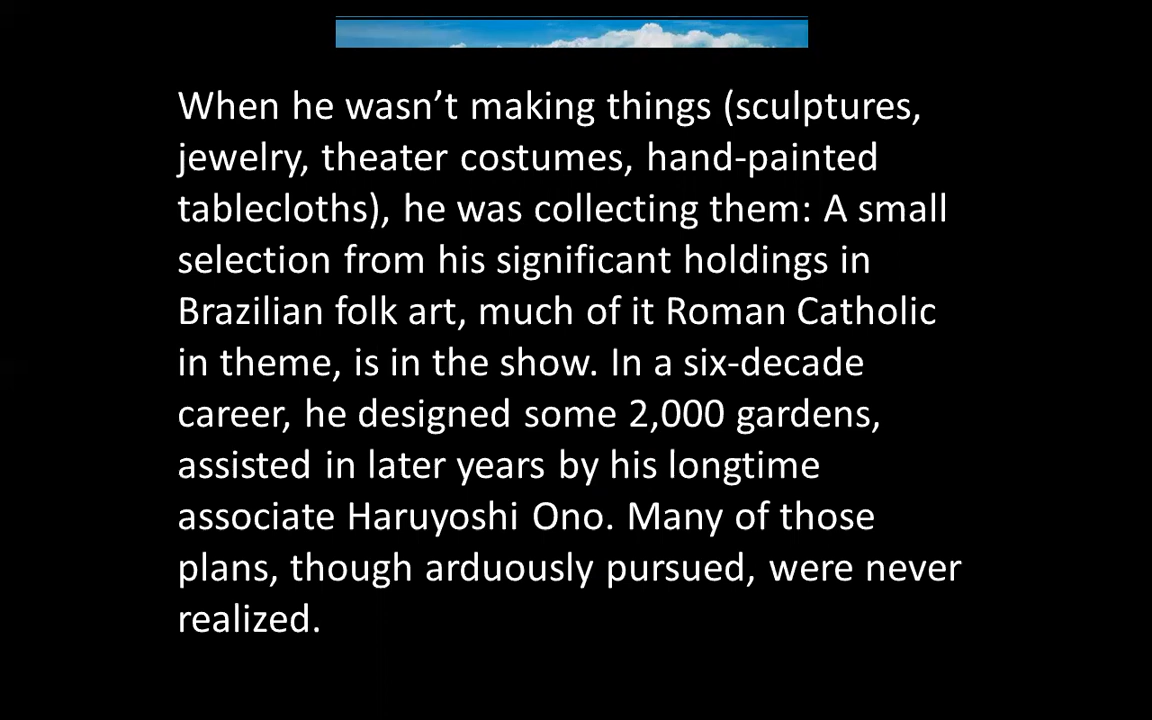 When he wasn’t making things (sculptures,
jewelry, theater costumes, hand-painted
tablecloths), he was collecting them: A small
selection from his significant holdings in
Brazilian folk art, much of it Roman Catholic
in theme, is in the show. In a six-decade
career, he designed some 2,000 gardens,
assisted in later years by his longtime
associate Haruyoshi Ono. Many of those
plans, though arduously pursued, were never
realized.